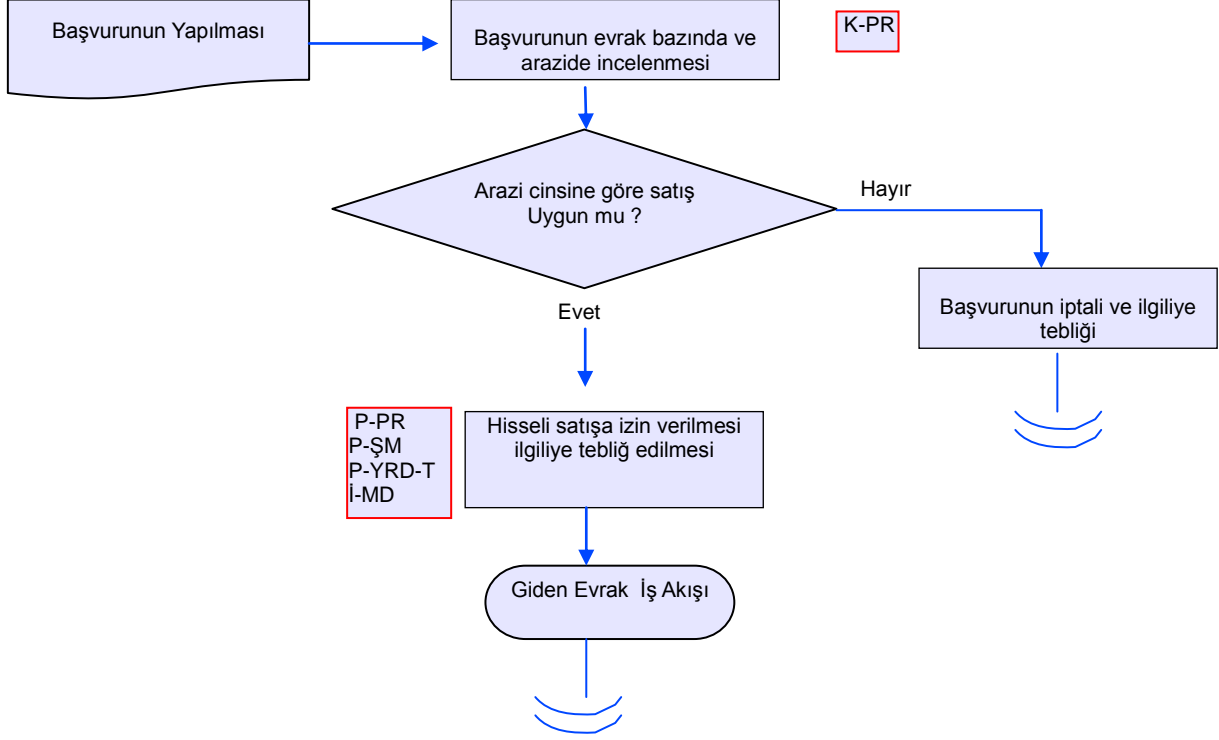 Başvurunun Yapılması
Başvurunun evrak bazında ve
arazide incelenmesi
K-PR
Arazi cinsine göre satış
Uygun mu ?
Hayır
Başvurunun iptali ve ilgiliye
tebliği
Evet
P-PR
P-ŞM
P-YRD-T
İ-MD
Hisseli satışa izin verilmesi
ilgiliye tebliğ edilmesi
Giden Evrak İş Akışı